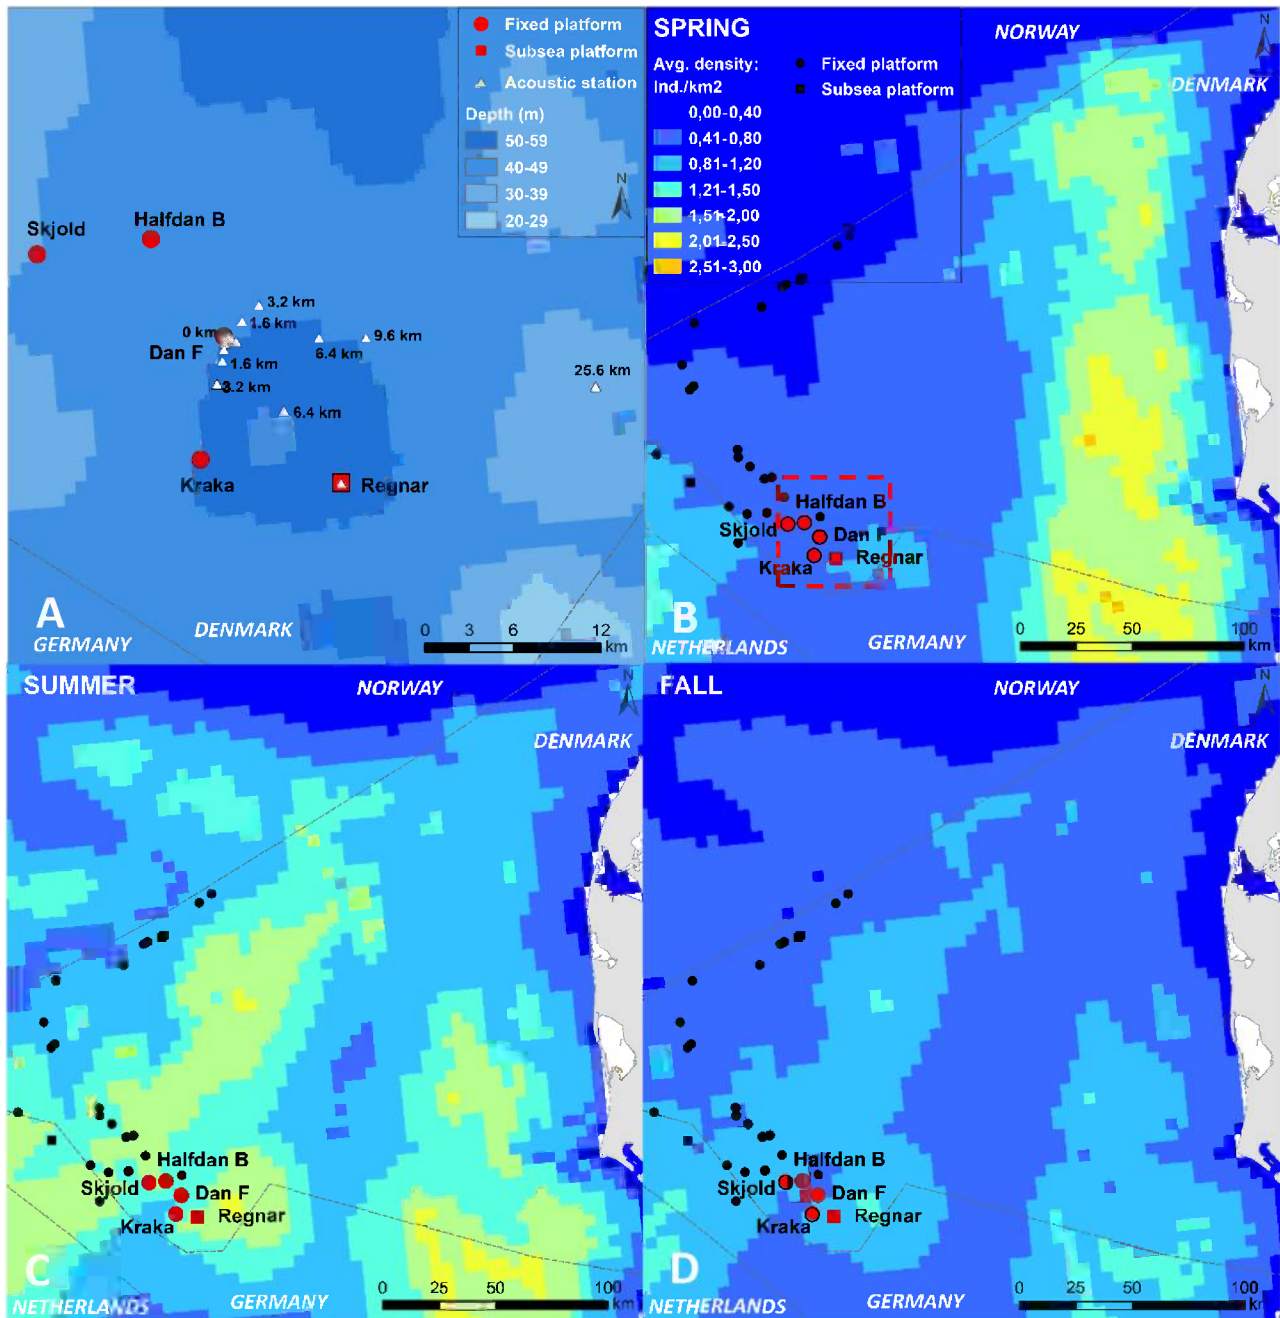 Fixed platform
Subsea platform
Acoustic station
Depth (m)
50-59
40-49
30-39
20-29
N
Skjold
Halfdan B
3.2 km
1.6 km
0 km
Dan F
6.4 km
9.6 km
1.6 km
3.2 km
25.6 km
6.4 km
Kraka
Regnar
A
GERMANY
DENMARK
0 3 6 12
km
SPRING
NORWAY
N
Avg. density:
Ind./km2
Fixed platform
Subsea platform
DENMARK
0,00-0,40
0,41-0,80
0,81-1,20
1,21-1,50
1,51-2,00
2,01-2,50
2,51-3,00
Halfdan B
Skjold
Dan F
Kraka
Regnar
B
NETHERLANDS
GERMANY
0 25 50 100
km
SUMMER
NORWAY
N
DENMARK
Halfdan B
Skjold
Dan F
Kraka
Regnar
C
NETHERLANDS
GERMANY
0 25 50 100
km
FALL
NORWAY
N
DENMARK
Halfdan B
Skjold
Dan F
Kraka
Regnar
D
NETHERLANDS
GERMANY
0 25 50 100
km